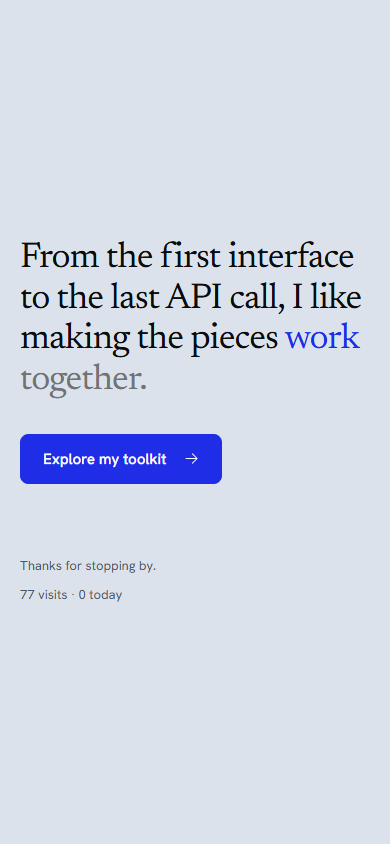 From the first interface
to the last API call, I like
making the pieces work
together.
Explore my toolkit →
Thanks for stopping by.
77 visits · 0 today